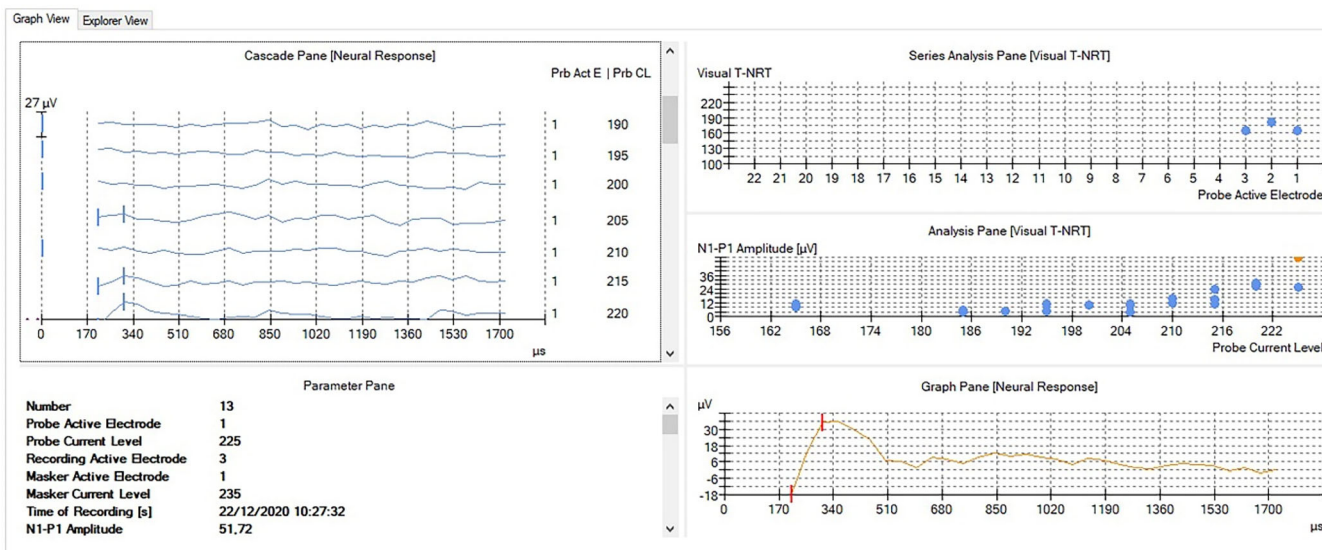 Graph View Explorer View
Cascade Pane [Neural Response]
Prb Act E | Prb CL
27 µV
1 190
1 195
1 200
1 205
1 210
1 215
1 220
0 170 340 510 680 850 1020 1190 1360 1530 1700
µs
Series Analysis Pane [Visual T-NRT]
Visual T-NRT
220
190
160
130
100
22 21 20 19 18 17 16 15 14 13 12 11 10 9 8 7 6 5 4 3 2 1
Probe Active Electrode
Analysis Pane [Visual T-NRT]
N1-P1 Amplitude [µV]
36
24
12
0
156 162 168 174 180 186 192 198 204 210 216 222
Probe Current Level
Parameter Pane
Number 13
Probe Active Electrode 1
Probe Current Level 225
Recording Active Electrode 3
Masker Active Electrode 1
Masker Current Level 235
Time of Recording [s] 22/12/2020 10:27:32
N1-P1 Amplitude 51,72
Graph Pane [Neural Response]
µV
30
18
6
-6
-18
0 170 340 510 680 850 1020 1190 1360 1530 1700
µs